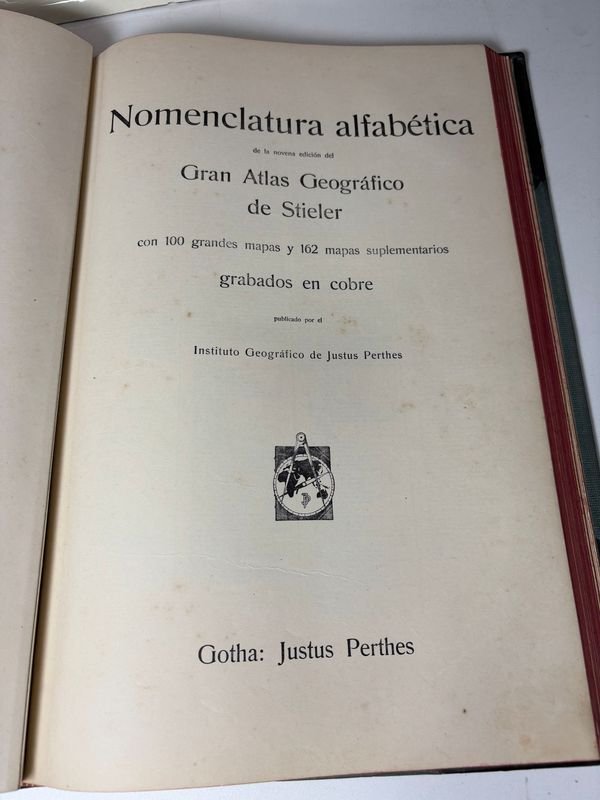 Nomenclatura alfabética
de la novena edición del
Gran Atlas Geográfico
de Stieler
con 100 grandes mapas y 162 mapas suplementarios
grabados en cobre
publicado por el
Instituto Geográfico de Justus Perthes
Gotha: Justus Perthes